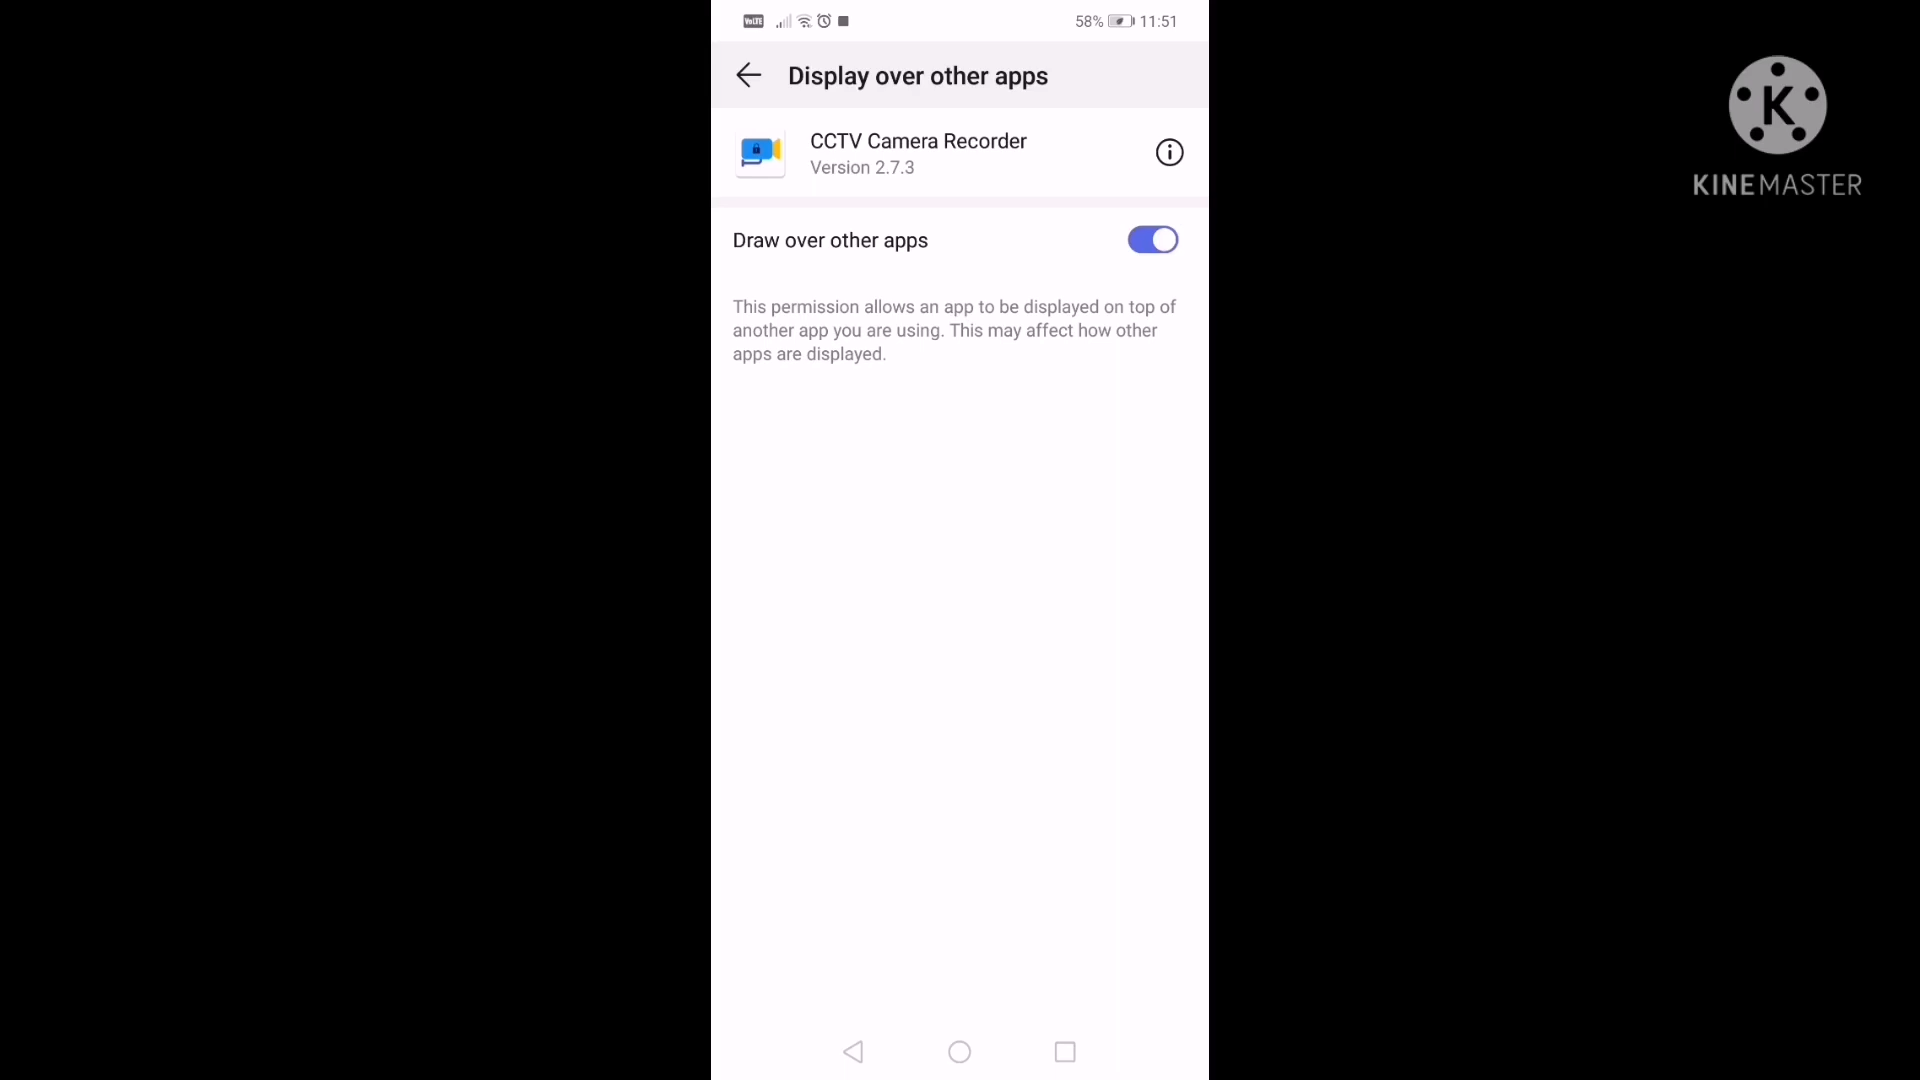 VoLTE 58% 11:51
Display over other apps
CCTV Camera Recorder
Version 2.7.3
Draw over other apps
This permission allows an app to be displayed on top of
another app you are using. This may affect how other
apps are displayed.
K
KINEMASTER